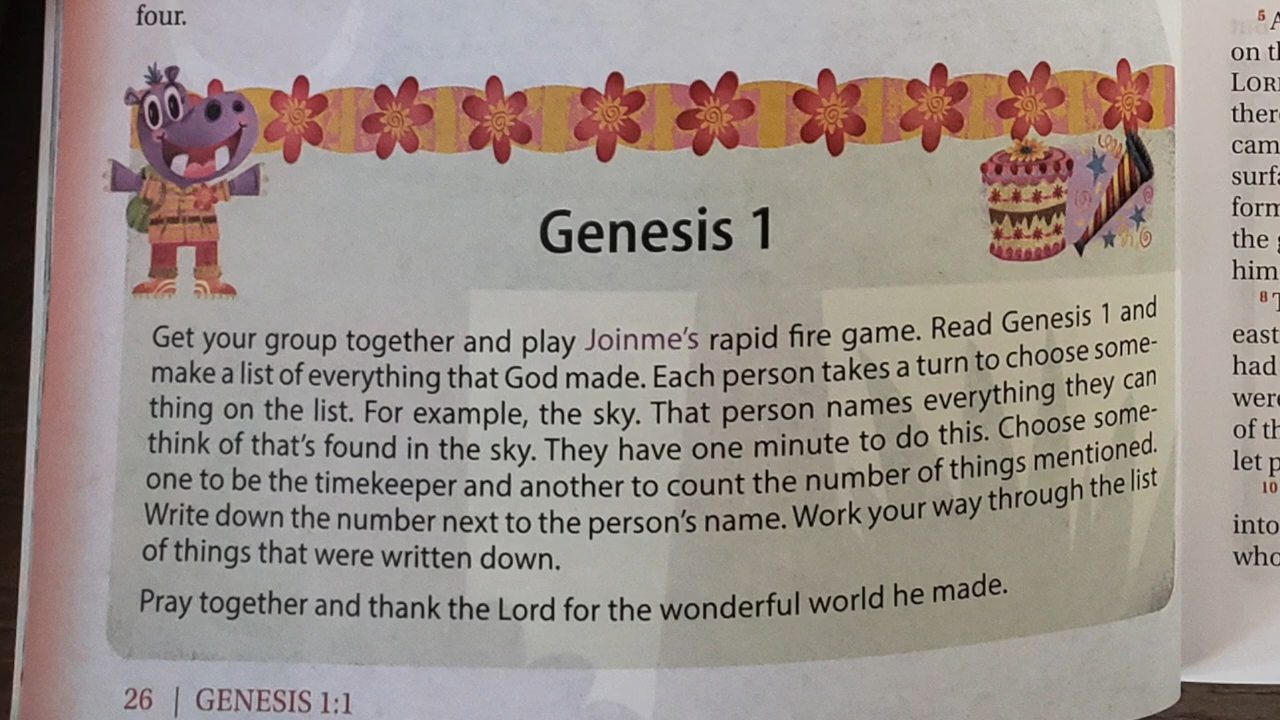 four.
Genesis 1
Get your group together and play Joinme's rapid fire game. Read Genesis 1 and
make a list of everything that God made. Each person takes a turn to choose some-
thing on the list. For example, the sky. That person names everything they can
think of that's found in the sky. They have one minute to do this. Choose some-
one to be the timekeeper and another to count the number of things mentioned.
Write down the number next to the person's name. Work your way through the list
of things that were written down.
Pray together and thank the Lord for the wonderful world he made.
26 | GENESIS 1:1
5
on
LORD
cam
form
the
him
8
east
had
were
of
let
10
into
who